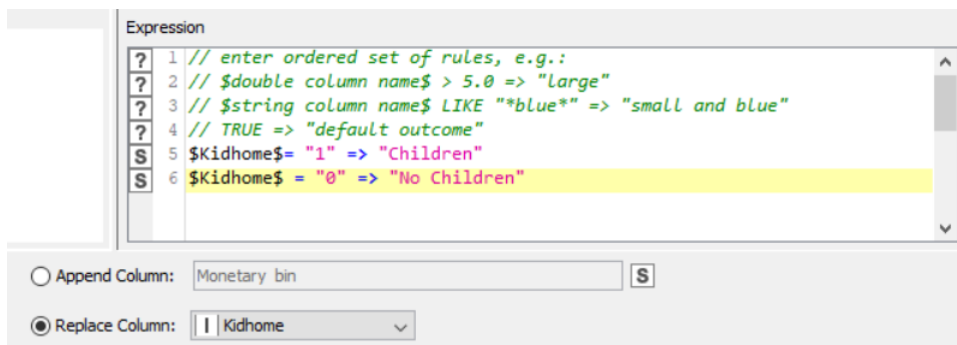 Expression
? 1 // enter ordered set of rules, e.g.:
? 2 // $double column name$ > 5.0 => "large"
? 3 // $string column name$ LIKE "*blue*" => "small and blue"
? 4 // TRUE => "default outcome"
S 5 $Kidhome$= "1" => "Children"
S 6 $Kidhome$ = "0" => "No Children"
Append Column: Monetary bin S
Replace Column: I Kidhome